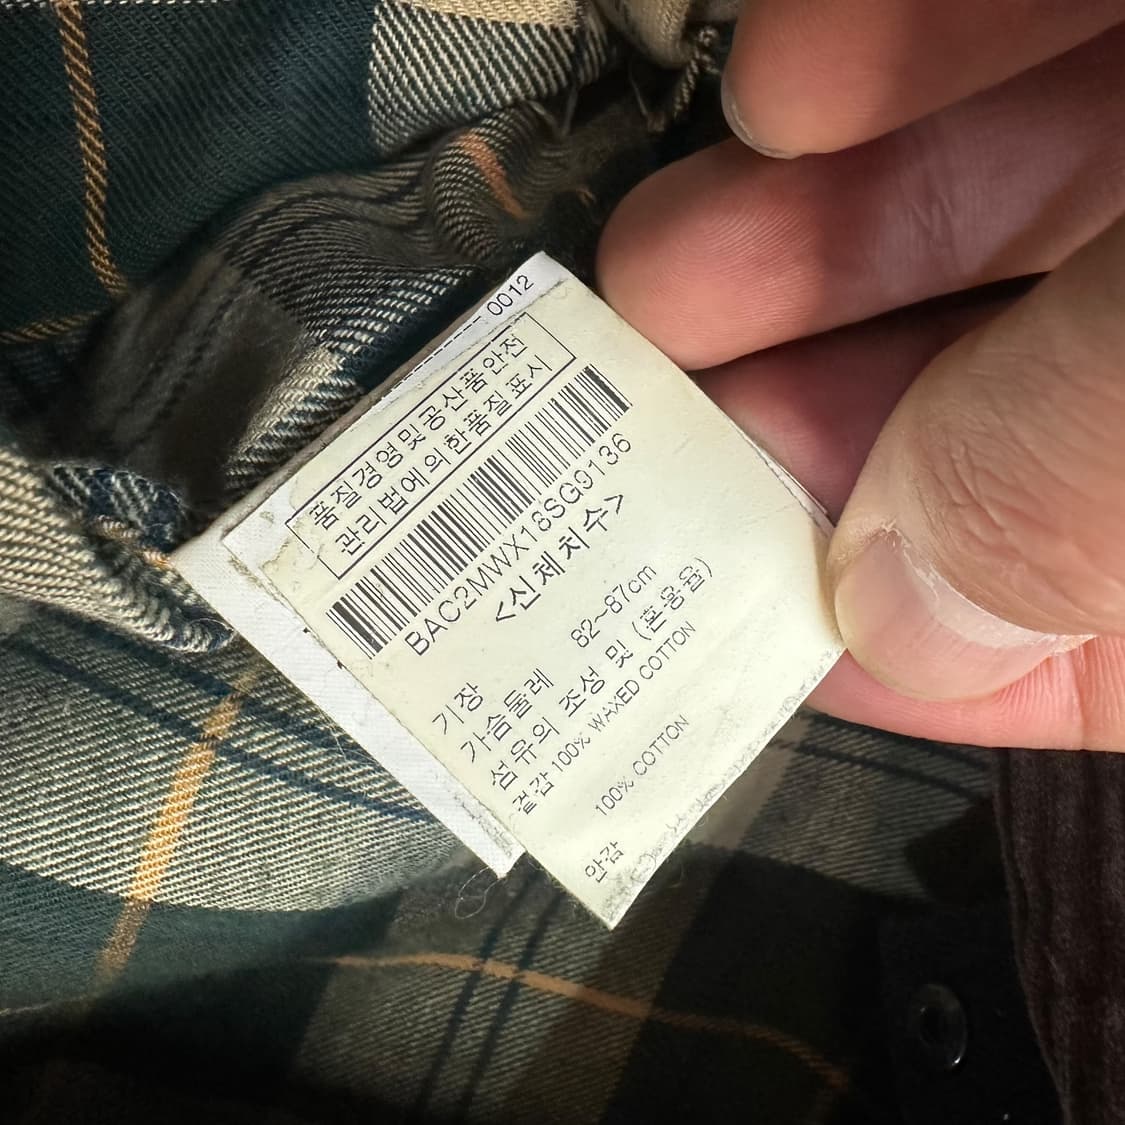 0012
품질경영및공산품안전
관리법에의한품질표시
BAC2MWX18SG9136
<신체치수>
기장
가슴둘레 82~87cm
섬유의 조성 및 (혼용율)
겉감 100% WAXED COTTON
100% COTTON
안감